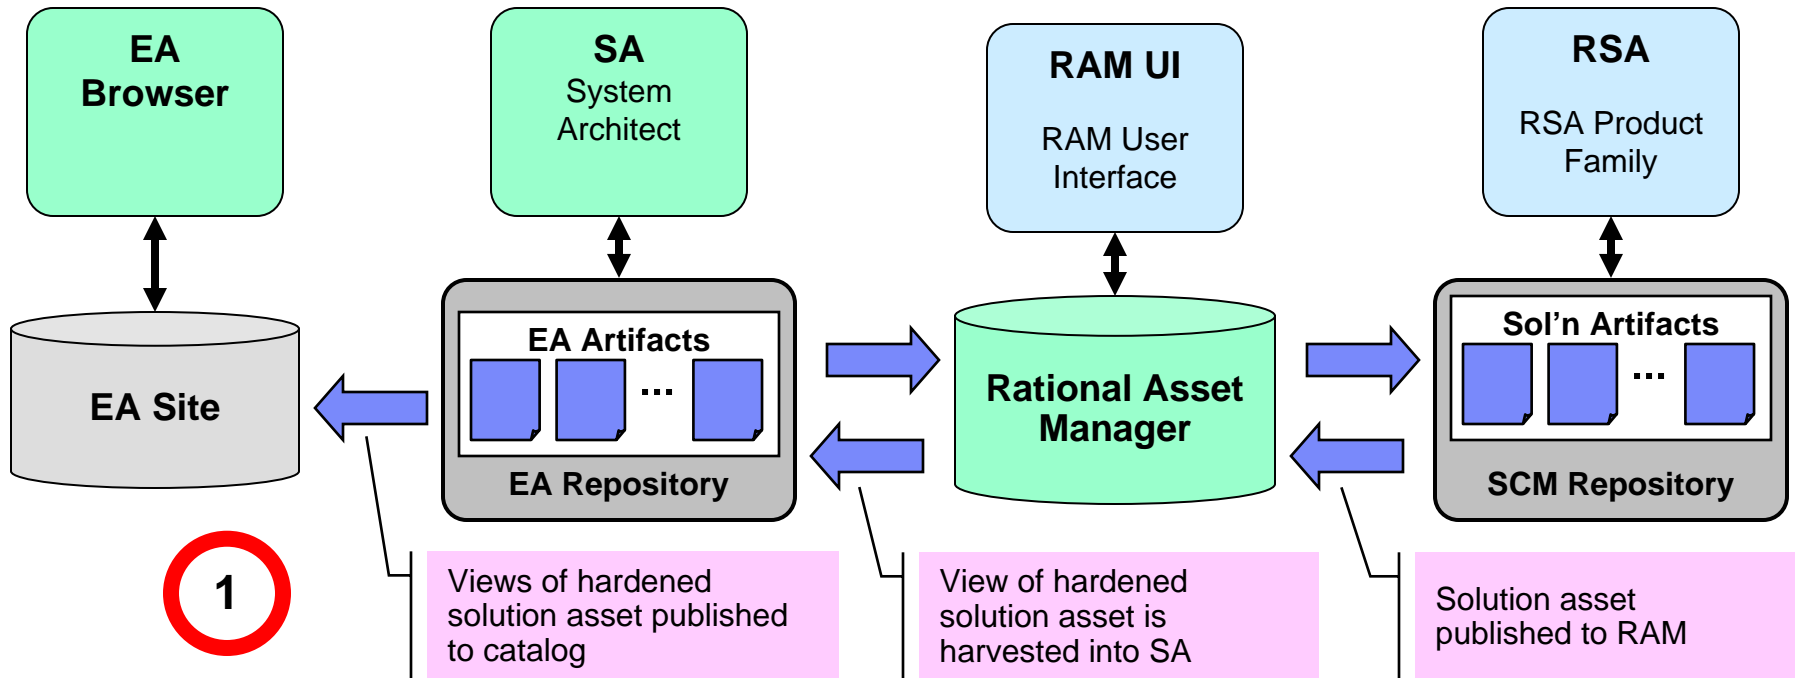 EA
Browser
SA
System
Architect
RAM UI
RAM User
Interface
RSA
RSA Product
Family
EA Site
EA Artifacts
...
EA Repository
Rational Asset
Manager
Sol’n Artifacts
...
SCM Repository
1
Views of hardened
solution asset published
to catalog
View of hardened
solution asset is
harvested into SA
Solution asset
published to RAM